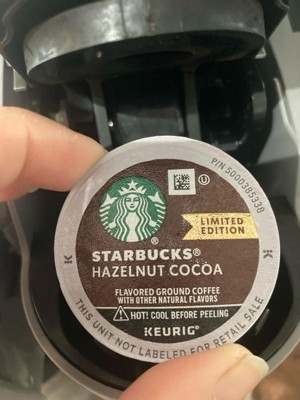 P/N 5000385338
U
LIMITED
EDITION
STARBUCKS®
HAZELNUT COCOA
FLAVORED GROUND COFFEE
WITH OTHER NATURAL FLAVORS
HOT! COOL BEFORE PEELING
KEURIG®
K
K
THIS UNIT NOT LABELED FOR RETAIL SALE